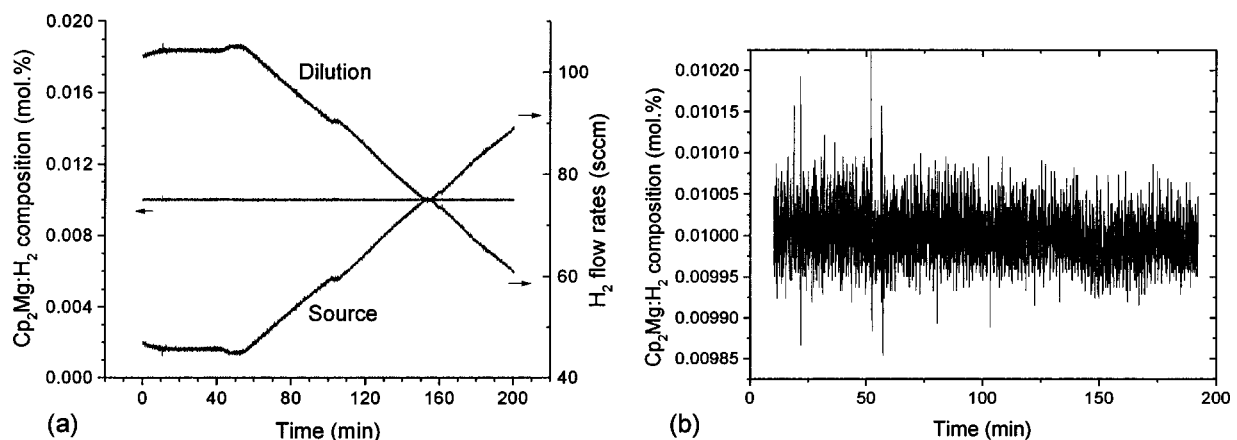 Cp₂Mg:H₂ composition (mol.%)
0.020
0.016
0.012
0.008
0.004
0.000
Dilution
Source
100
80
60
40
H₂ flow rates (sccm)
0 40 80 120 160 200
Time (min)
(a)
Cp₂Mg:H₂ composition (mol.%)
0.01020
0.01015
0.01010
0.01005
0.01000
0.00995
0.00990
0.00985
0 50 100 150 200
Time (min)
(b)